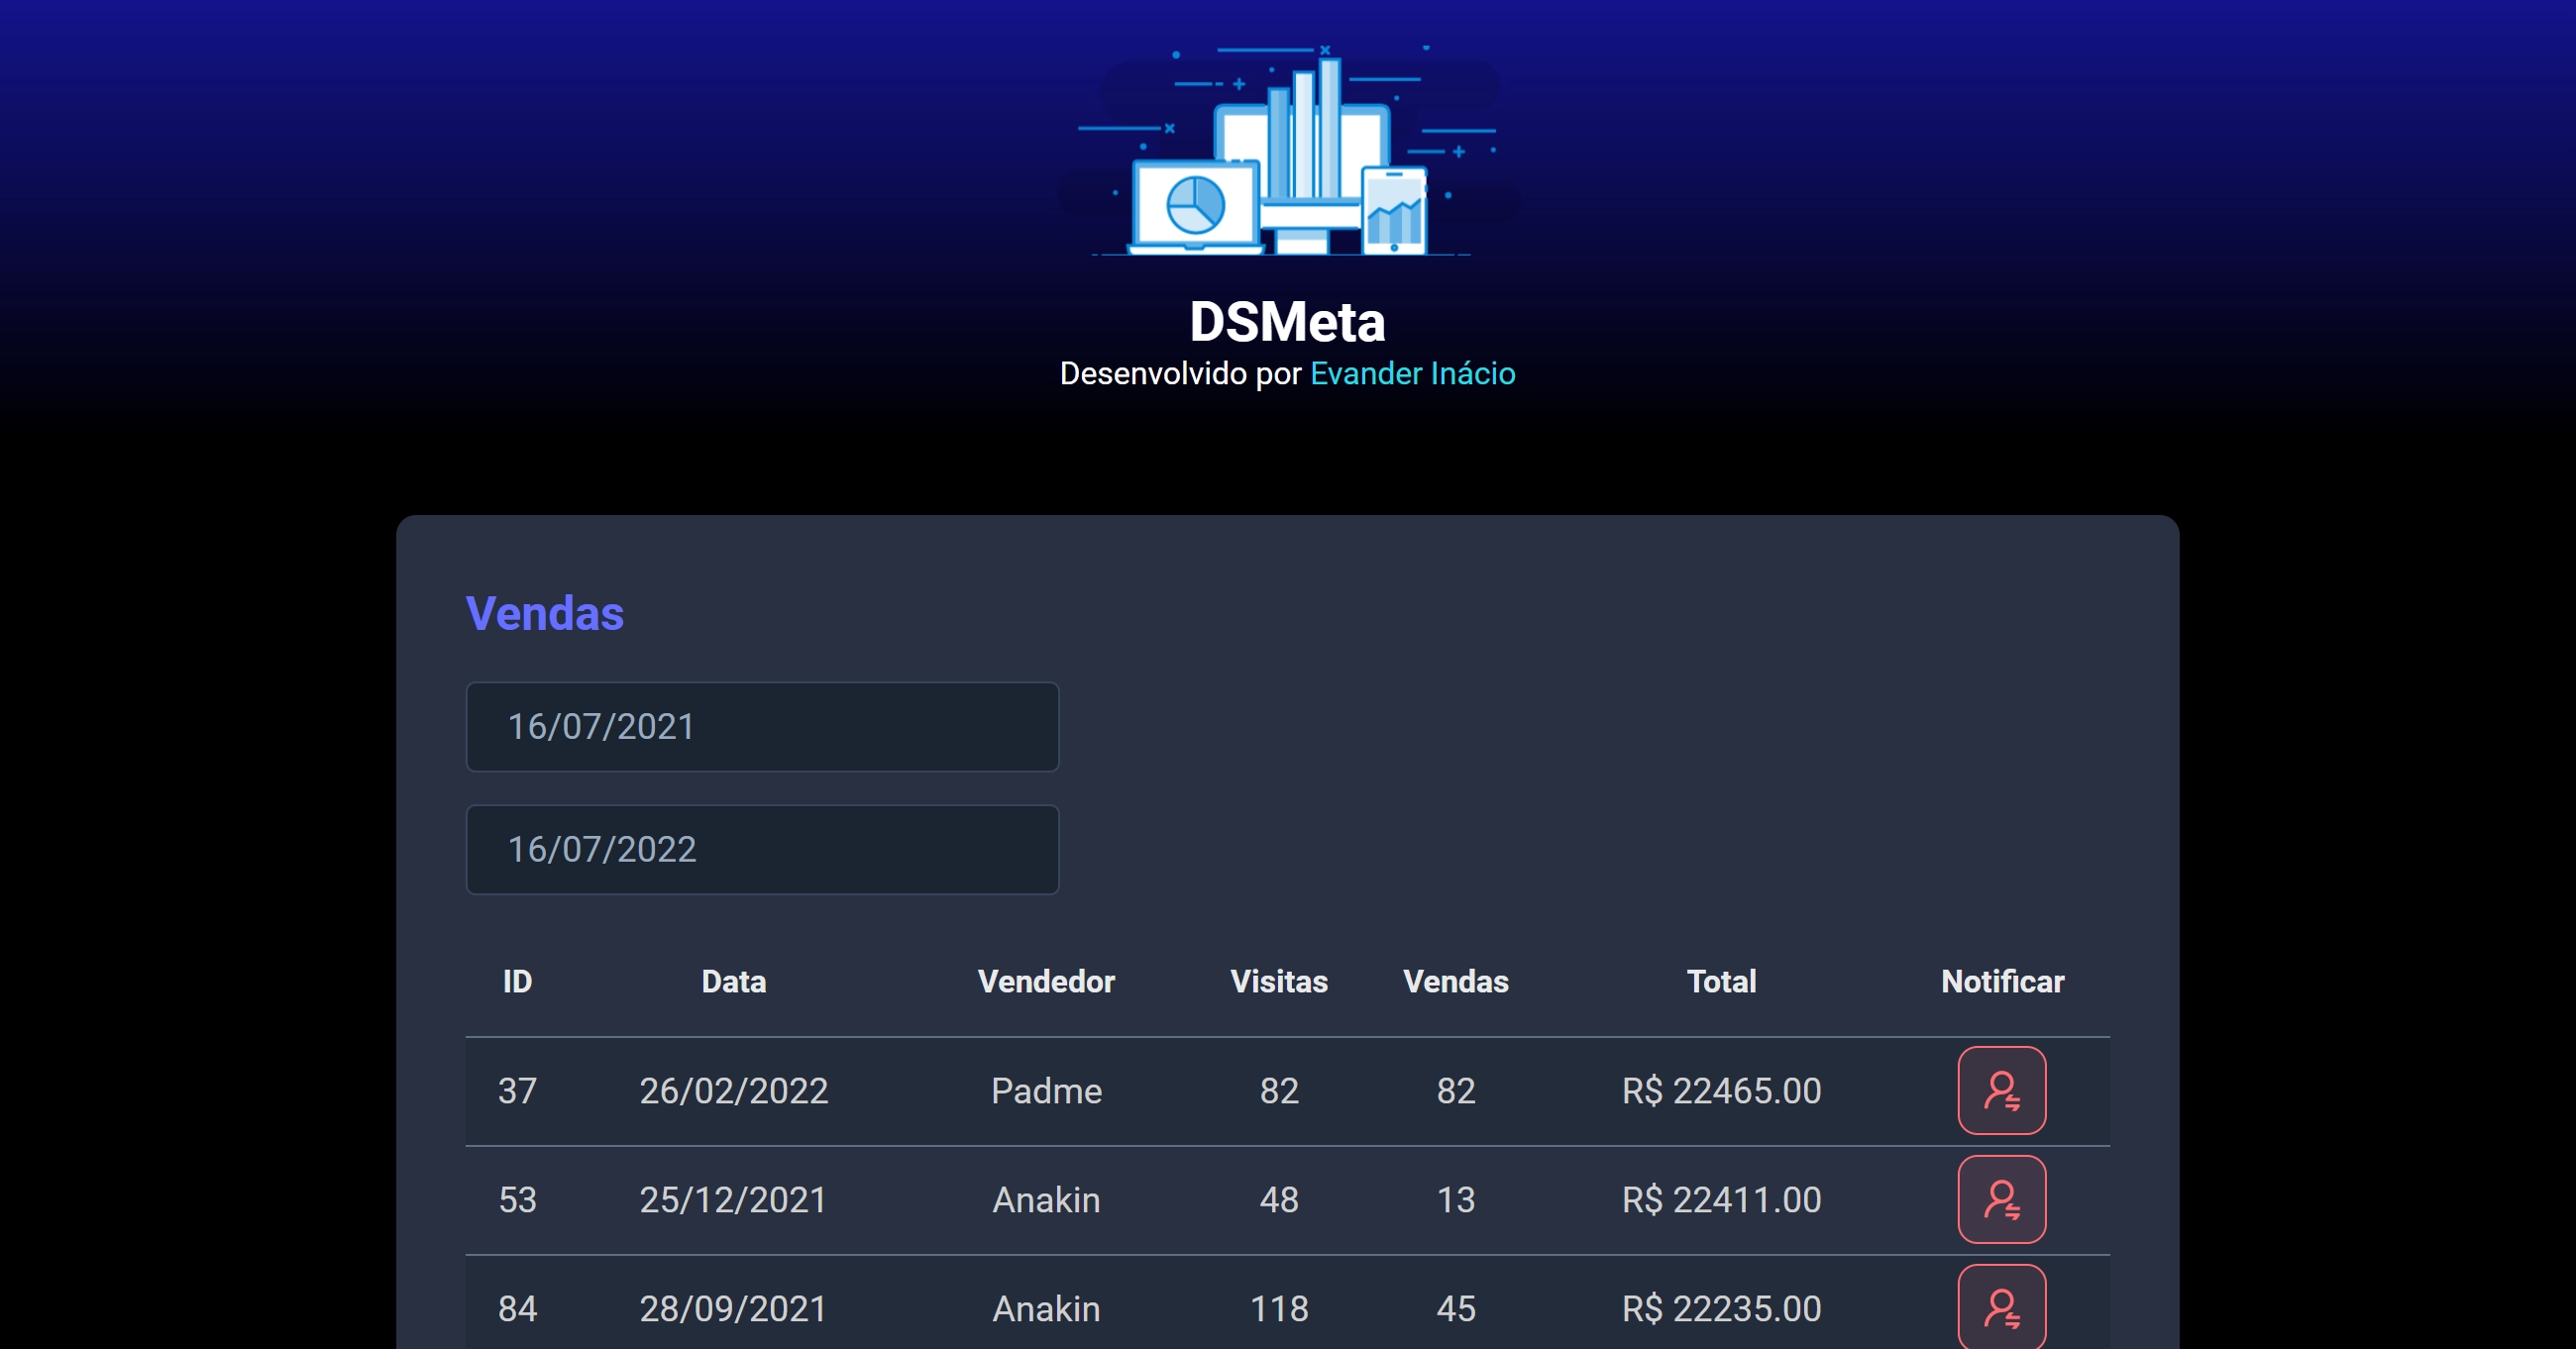 DSMeta
Desenvolvido por Evander Inácio
Vendas
16/07/2021
16/07/2022
ID Data Vendedor Visitas Vendas Total Notificar
37 26/02/2022 Padme 82 82 R$ 22465.00
53 25/12/2021 Anakin 48 13 R$ 22411.00
84 28/09/2021 Anakin 118 45 R$ 22235.00